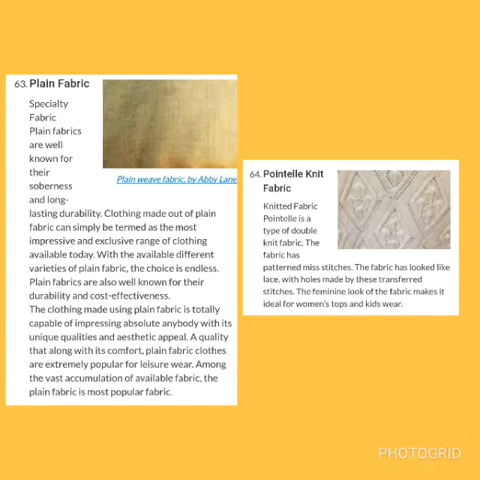 63. Plain Fabric
Specialty
Fabric
Plain fabrics
are well
known for
their
soberness
and long-
lasting durability. Clothing made out of plain
fabric can simply be termed as the most
impressive and exclusive range of clothing
available today. With the available different
varieties of plain fabric, the choice is endless.
Plain fabrics are also well known for their
durability and cost-effectiveness.
The clothing made using plain fabric is totally
capable of impressing absolute anybody with its
unique qualities and aesthetic appeal. A quality
that along with its comfort, plain fabric clothes
are extremely popular for leisure wear. Among
the vast accumulation of available fabric, the
plain fabric is most popular fabric.
Plain weave fabric, by Abby Lane
64. Pointelle Knit
Fabric
Knitted Fabric
Pointelle is a
type of double
knit fabric. The
fabric has
patterned miss stitches. The fabric has looked like
lace, with holes made by these transferred
stitches. The feminine look of the fabric makes it
ideal for women's tops and kids wear.
PHOTOGRID